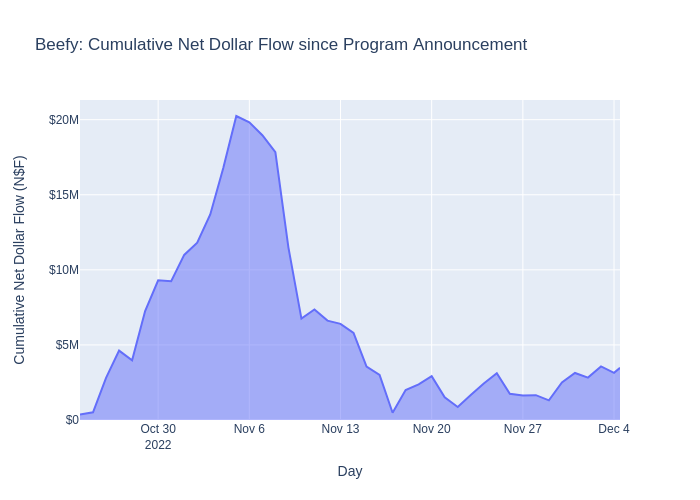 Beefy: Cumulative Net Dollar Flow since Program Announcement
Cumulative Net Dollar Flow (N$F)
$20M
$15M
$10M
$5M
$0
Oct 30
2022
Nov 6
Nov 13
Nov 20
Nov 27
Dec 4
Day